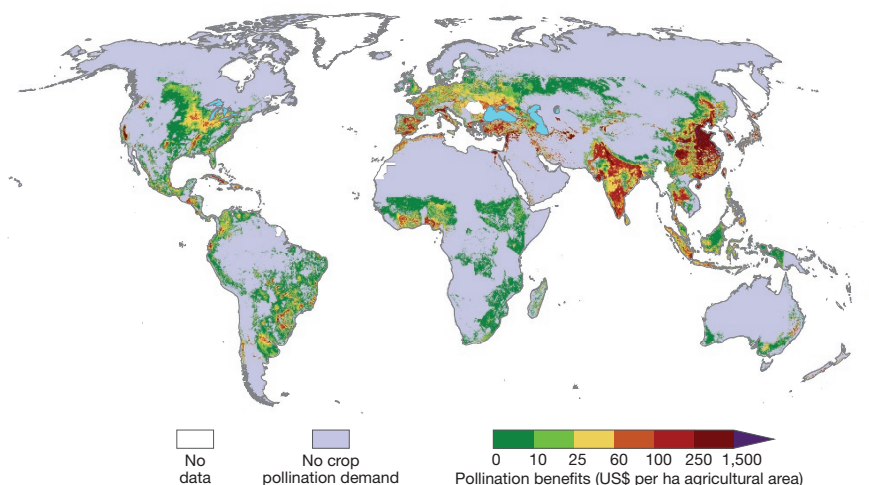 No
data
No crop
pollination demand
0 10 25 60 100 250 1,500
Pollination benefits (US$ per ha agricultural area)